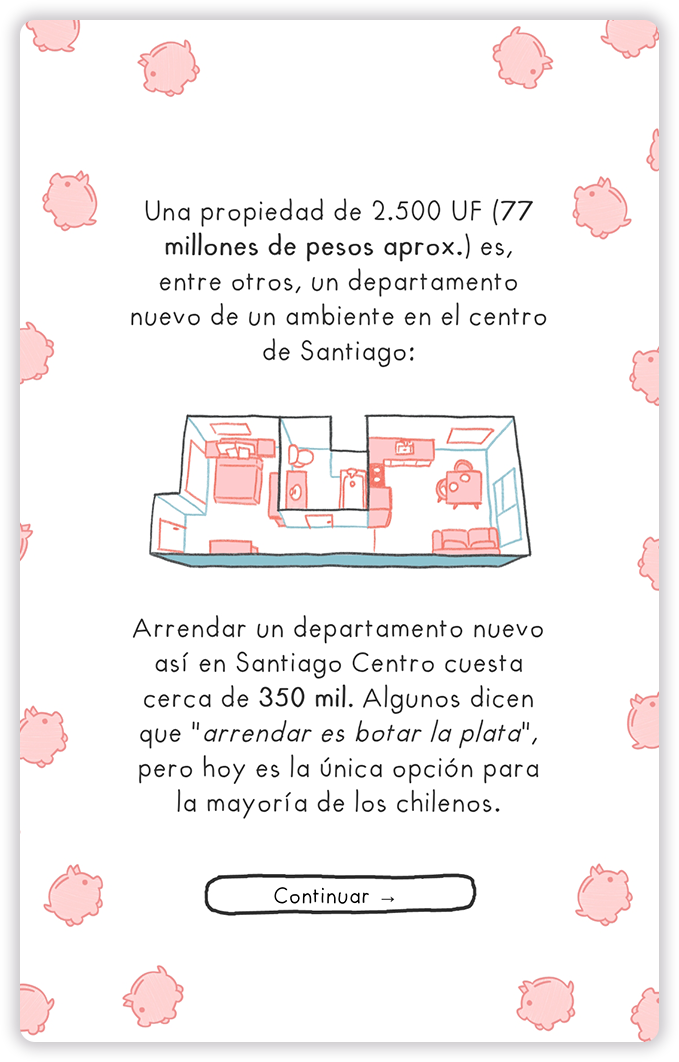 Una propiedad de 2.500 UF (77
millones de pesos aprox.) es,
entre otros, un departamento
nuevo de un ambiente en el centro
de Santiago:
Arrendar un departamento nuevo
así en Santiago Centro cuesta
cerca de 350 mil. Algunos dicen
que "arrendar es botar la plata",
pero hoy es la única opción para
la mayoría de los chilenos.
Continuar →